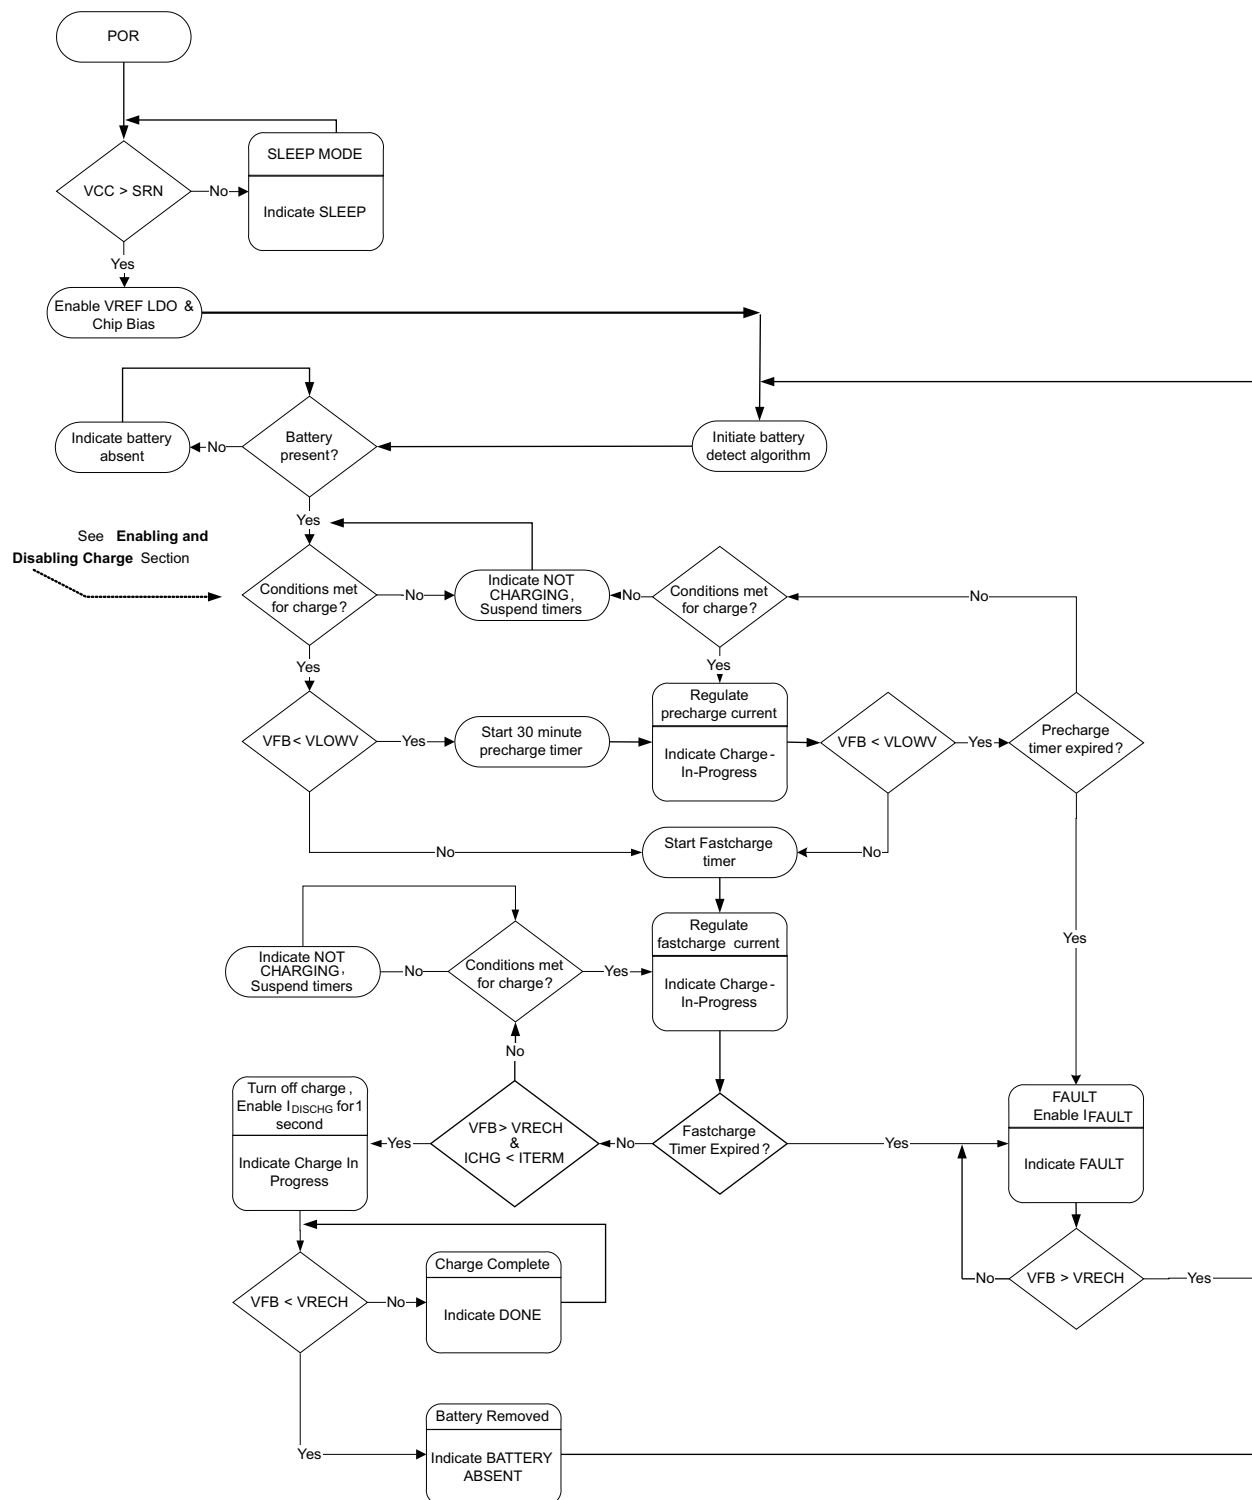 POR
SLEEP MODE
VCC > SRN
No
Indicate SLEEP
Yes
Enable VREF LDO &
Chip Bias
Indicate battery
absent
No
Battery
present?
Initiate battery
detect algorithm
Yes
See Enabling and
Disabling Charge Section
Conditions met
for charge?
No
Indicate NOT
CHARGING,
Suspend timers
No
Conditions met
for charge?
No
Yes
Yes
VFB < VLOWV
Yes
Start 30 minute
precharge timer
Regulate
precharge current
Indicate Charge-
In-Progress
VFB < VLOWV
Yes
Precharge
timer expired?
No
Start Fastcharge
timer
No
Yes
Indicate NOT
CHARGING,
Suspend timers
No
Conditions met
for charge?
Yes
Regulate
fastcharge current
Indicate Charge-
In-Progress
No
Turn off charge,
Enable IDISCHG for 1
second
Indicate Charge In
Progress
Yes
VFB > VRECH
&
ICHG < ITERM
No
Fastcharge
Timer Expired?
Yes
FAULT
Enable IFAULT
Indicate FAULT
VFB < VRECH
No
Charge Complete
Indicate DONE
No
VFB > VRECH
Yes
Yes
Battery Removed
Indicate BATTERY
ABSENT